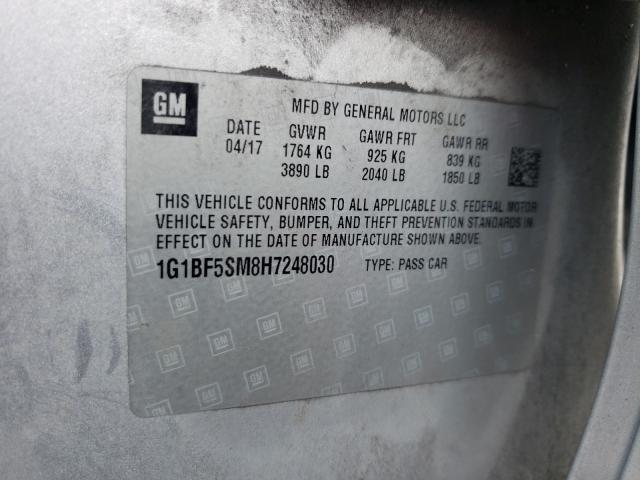 GM
MFD BY GENERAL MOTORS LLC
DATE GVWR GAWR FRT GAWR RR
04/17 1764 KG 925 KG 839 KG
3890 LB 2040 LB 1850 LB
THIS VEHICLE CONFORMS TO ALL APPLICABLE U.S. FEDERAL MOTOR
VEHICLE SAFETY, BUMPER, AND THEFT PREVENTION STANDARDS IN
EFFECT ON THE DATE OF MANUFACTURE SHOWN ABOVE.
1G1BF5SM8H7248030 TYPE: PASS CAR